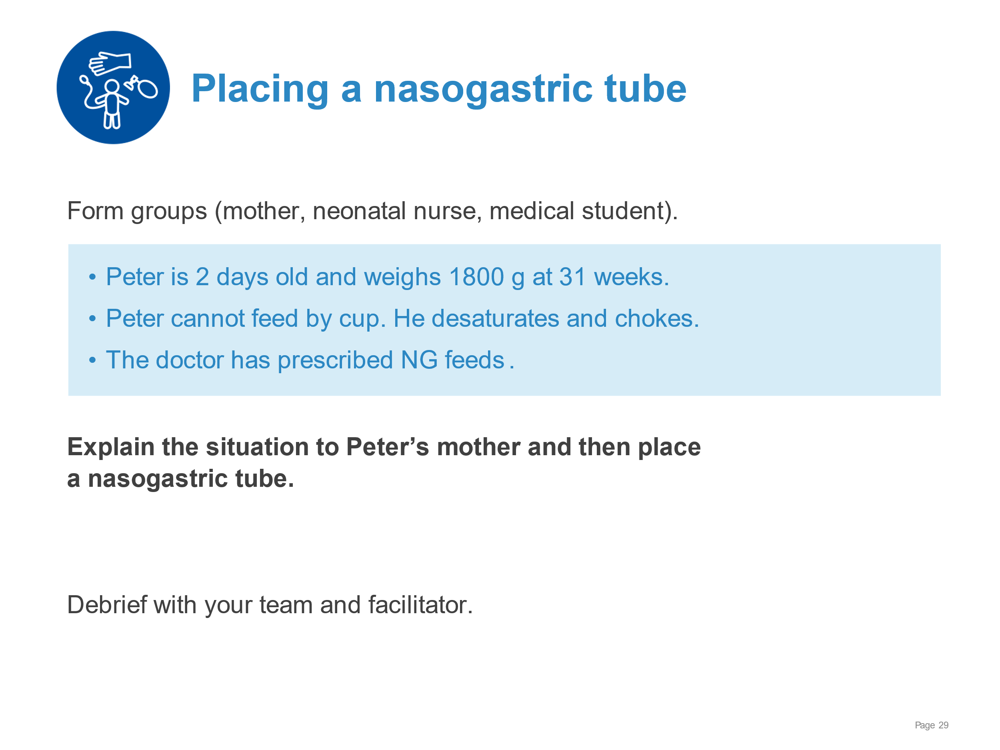 Placing a nasogastric tube
Form groups (mother, neonatal nurse, medical student).
• Peter is 2 days old and weighs 1800 g at 31 weeks.
• Peter cannot feed by cup. He desaturates and chokes.
• The doctor has prescribed NG feeds .
Explain the situation to Peter’s mother and then place
a nasogastric tube.
Debrief with your team and facilitator.
Page 29